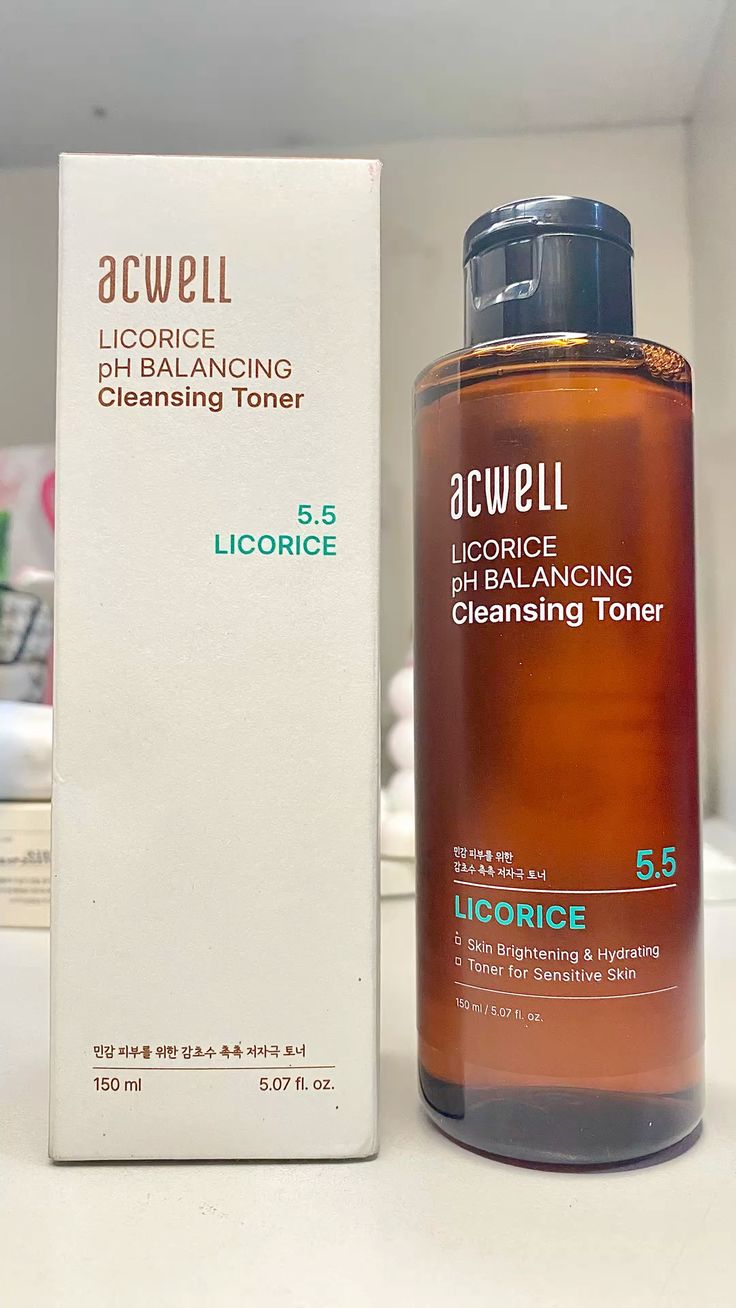 acwell
LICORICE
pH BALANCING
Cleansing Toner
5.5
LICORICE
민감 피부를 위한 감초수 촉촉 저자극 토너
150 ml 5.07 fl. oz.
acwell
LICORICE
pH BALANCING
Cleansing Toner
민감 피부를 위한
감초수 촉촉 저자극 토너
5.5
LICORICE
Skin Brightening & Hydrating
Toner for Sensitive Skin
150 ml / 5.07 fl. oz.